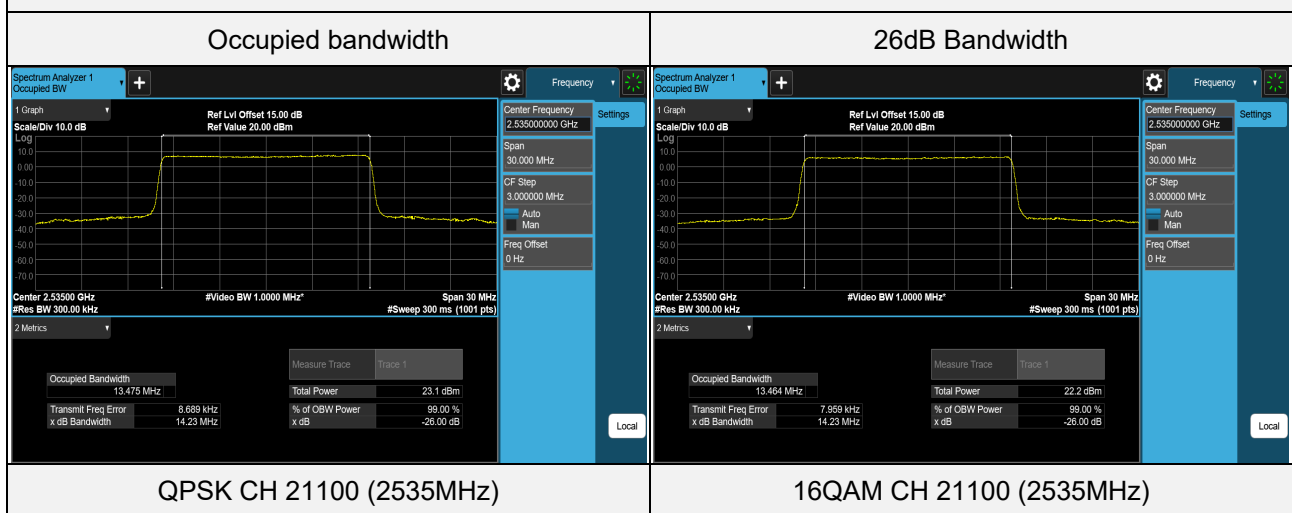 Occupied bandwidth
26dB Bandwidth
Spectrum Analyzer 1
Occupied BW
+
Frequency
1 Graph
Scale/Div 10.0 dB
Ref Lvl Offset 15.00 dB
Ref Value 20.00 dBm
Log
10.0
0.00
-10.0
-20.0
-30.0
-40.0
-50.0
-60.0
-70.0
Center 2.53500 GHz
#Res BW 300.00 kHz
#Video BW 1.0000 MHz*
Span 30 MHz
#Sweep 300 ms (1001 pts)
Center Frequency
2.535000000 GHz
Settings
Span
30.000 MHz
CF Step
3.000000 MHz
Auto
Man
Freq Offset
0 Hz
Local
2 Metrics
Measure Trace Trace 1
Occupied Bandwidth
13.475 MHz
Total Power 23.1 dBm
Transmit Freq Error 8.689 kHz
% of OBW Power 99.00 %
x dB Bandwidth 14.23 MHz
x dB -26.00 dB
Spectrum Analyzer 1
Occupied BW
+
Frequency
1 Graph
Scale/Div 10.0 dB
Ref Lvl Offset 15.00 dB
Ref Value 20.00 dBm
Log
10.0
0.00
-10.0
-20.0
-30.0
-40.0
-50.0
-60.0
-70.0
Center 2.53500 GHz
#Res BW 300.00 kHz
#Video BW 1.0000 MHz*
Span 30 MHz
#Sweep 300 ms (1001 pts)
Center Frequency
2.535000000 GHz
Settings
Span
30.000 MHz
CF Step
3.000000 MHz
Auto
Man
Freq Offset
0 Hz
Local
2 Metrics
Measure Trace Trace 1
Occupied Bandwidth
13.464 MHz
Total Power 22.2 dBm
Transmit Freq Error 7.959 kHz
% of OBW Power 99.00 %
x dB Bandwidth 14.23 MHz
x dB -26.00 dB
QPSK CH 21100 (2535MHz)
16QAM CH 21100 (2535MHz)